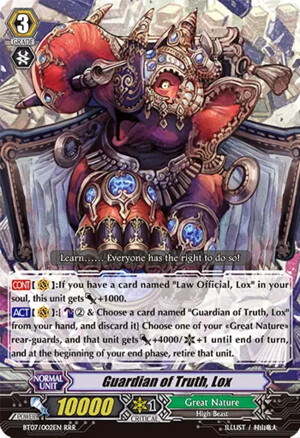 3
GRADE
Learn...... Everyone has the right to do so!
CONT [V]:If you have a card named "Law Official, Lox" in your
soul, this unit gets +1000.
ACT [V]:[② & Choose a card named "Guardian of Truth, Lox"
from your hand, and discard it] Choose one of your «Great Nature»
rear-guards, and that unit gets +4000/+1 until end of turn,
and at the beginning of your end phase, retire that unit.
NORMAL
UNIT
Guardian of Truth, Lox
POWER
10000
1
CRITICAL
Great Nature
High Beast
BT07/002EN RRR
ILLUST /